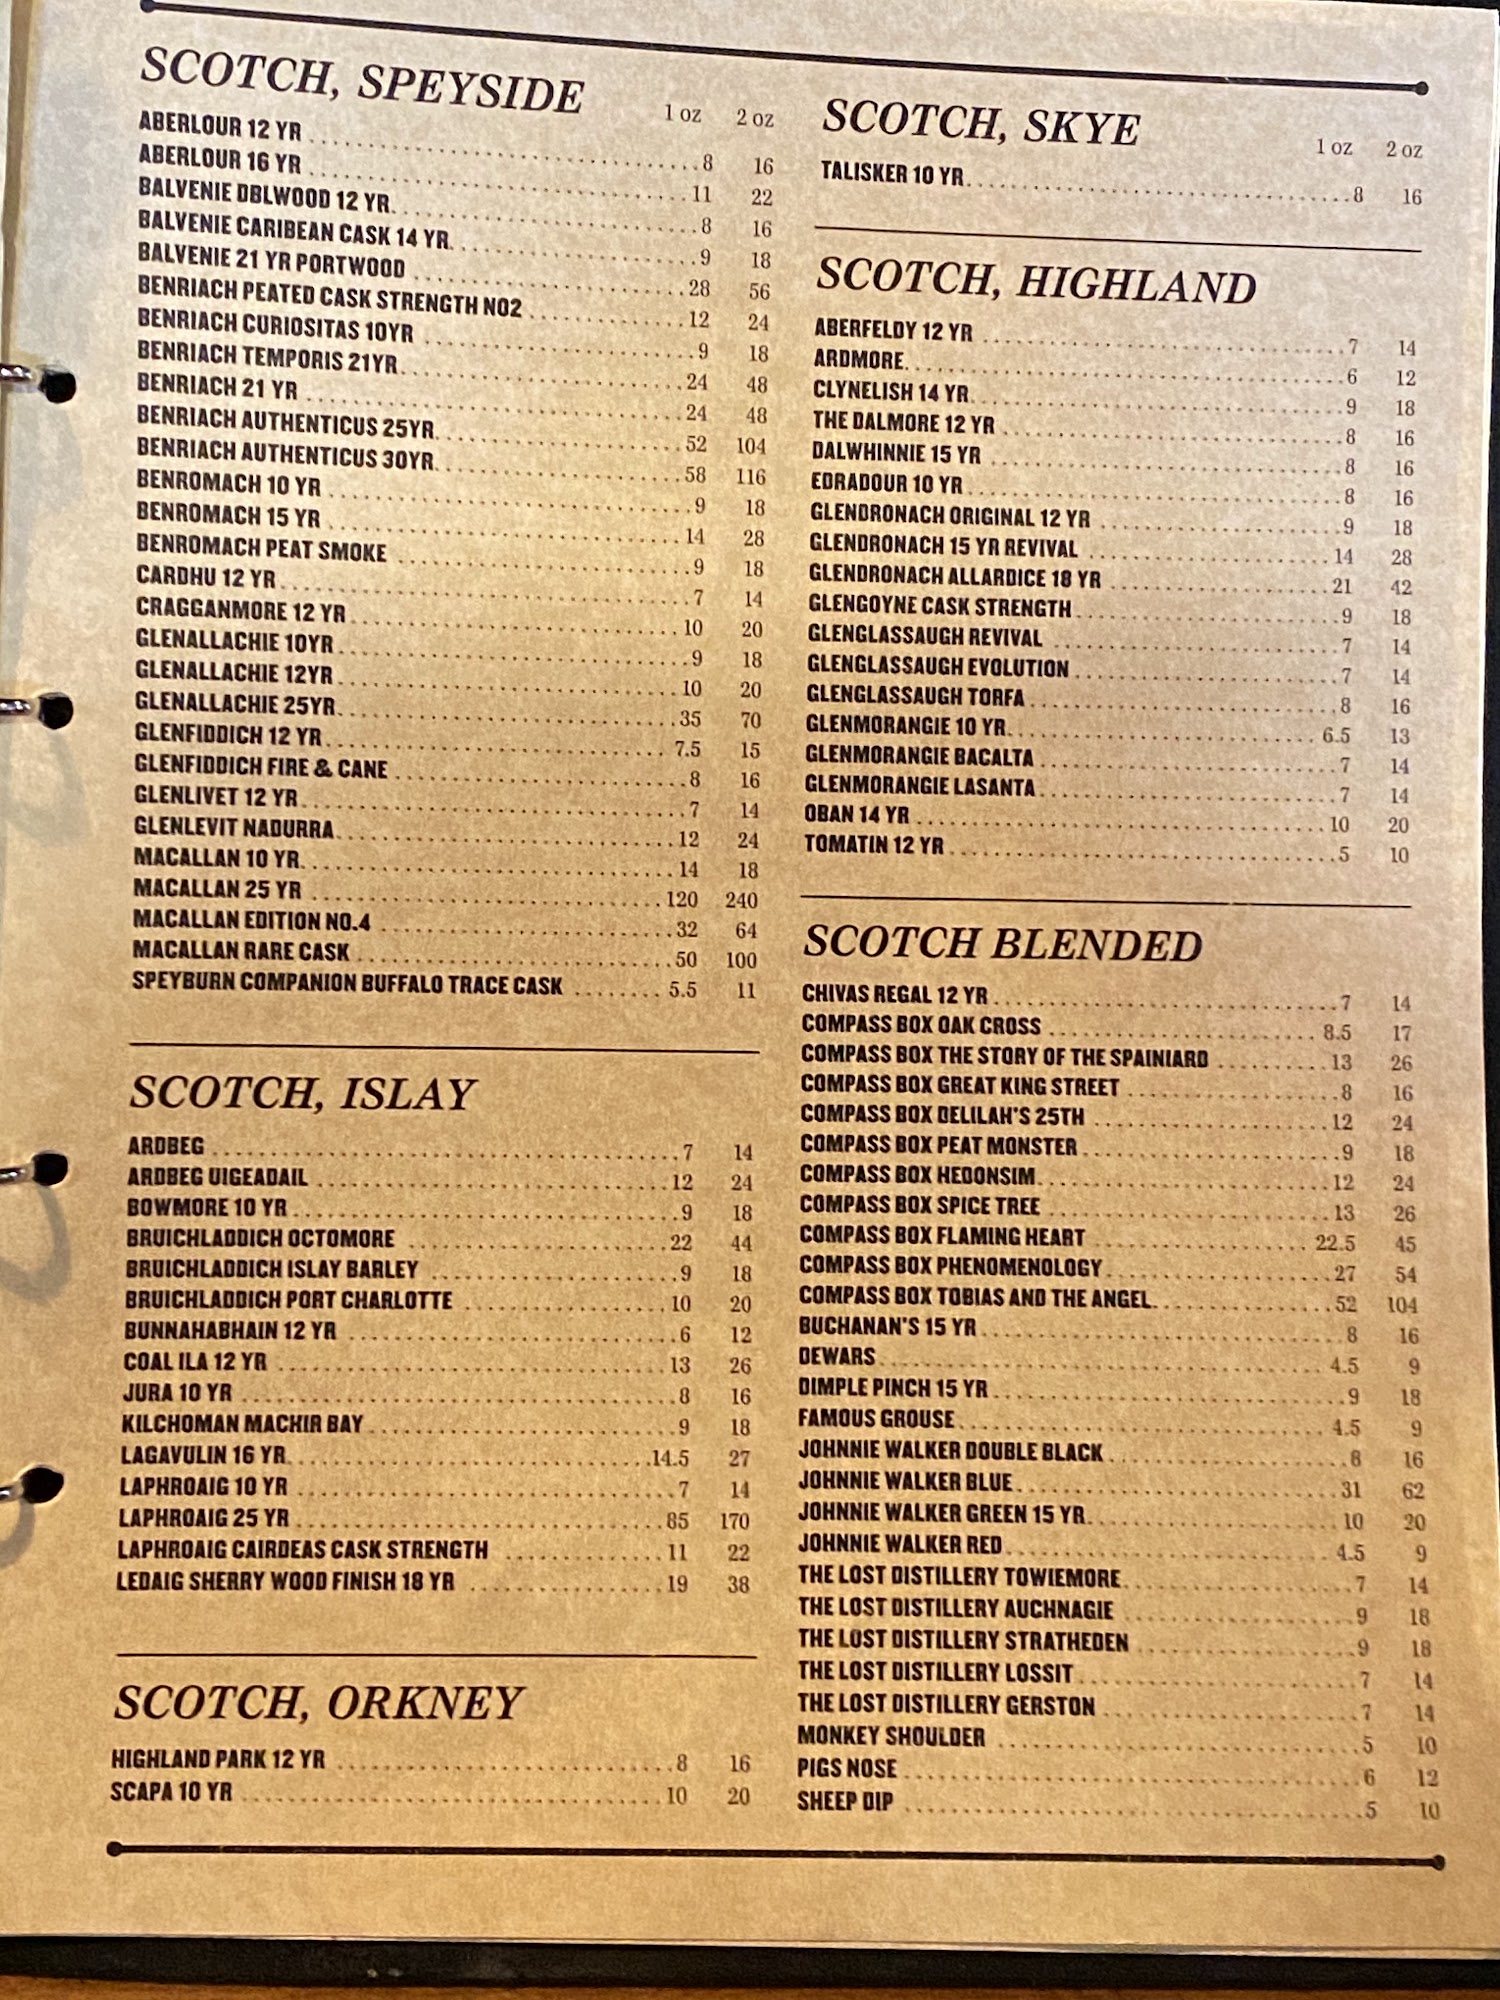 SCOTCH, SPEYSIDE 1 oz 2 oz
ABERLOUR 12 YR 8 16
ABERLOUR 16 YR 11 22
BALVENIE DBLWOOD 12 YR 8 16
BALVENIE CARIBEAN CASK 14 YR 9 18
BALVENIE 21 YR PORTWOOD 28 56
BENRIACH PEATED CASK STRENGTH NO2 12 24
BENRIACH CURIOSITAS 10YR 9 18
BENRIACH TEMPORIS 21YR 24 48
BENRIACH 21 YR 24 48
BENRIACH AUTHENTICUS 25YR 52 104
BENRIACH AUTHENTICUS 30YR 58 116
BENROMACH 10 YR 9 18
BENROMACH 15 YR 14 28
BENROMACH PEAT SMOKE 9 18
CARDHU 12 YR 7 14
CRAGGANMORE 12 YR 10 20
GLENALLACHIE 10YR 9 18
GLENALLACHIE 12YR 10 20
GLENALLACHIE 25YR 35 70
GLENFIDDICH 12 YR 7.5 15
GLENFIDDICH FIRE & CANE 8 16
GLENLIVET 12 YR 7 14
GLENLEVIT NADURRA 12 24
MACALLAN 10 YR 14 18
MACALLAN 25 YR 120 240
MACALLAN EDITION NO.4 32 64
MACALLAN RARE CASK 50 100
SPEYBURN COMPANION BUFFALO TRACE CASK 5.5 11
SCOTCH, ISLAY
ARDBEG 7 14
ARDBEG UIGEADAIL 12 24
BOWMORE 10 YR 9 18
BRUICHLADDICH OCTOMORE 22 44
BRUICHLADDICH ISLAY BARLEY 9 18
BRUICHLADDICH PORT CHARLOTTE 10 20
BUNNAHABHAIN 12 YR 6 12
COAL ILA 12 YR 13 26
JURA 10 YR 8 16
KILCHOMAN MACHIR BAY 9 18
LAGAVULIN 16 YR 14.5 27
LAPHROAIG 10 YR 7 14
LAPHROAIG 25 YR 85 170
LAPHROAIG CAIRDEAS CASK STRENGTH 11 22
LEDAIG SHERRY WOOD FINISH 18 YR 19 38
SCOTCH, ORKNEY
HIGHLAND PARK 12 YR 8 16
SCAPA 10 YR 10 20
SCOTCH, SKYE 1 oz 2 oz
TALISKER 10 YR 8 16
SCOTCH, HIGHLAND
ABERFELDY 12 YR 7 14
ARDMORE 6 12
CLYNELISH 14 YR 9 18
THE DALMORE 12 YR 8 16
DALWHINNIE 15 YR 8 16
EDRADOUR 10 YR 8 16
GLENDRONACH ORIGINAL 12 YR 9 18
GLENDRONACH 15 YR REVIVAL 14 28
GLENDRONACH ALLARDICE 18 YR 21 42
GLENGOYNE CASK STRENGTH 9 18
GLENGLASSAUGH REVIVAL 7 14
GLENGLASSAUGH EVOLUTION 7 14
GLENGLASSAUGH TORFA 8 16
GLENMORANGIE 10 YR 6.5 13
GLENMORANGIE BACALTA 7 14
GLENMORANGIE LASANTA 7 14
OBAN 14 YR 10 20
TOMATIN 12 YR 5 10
SCOTCH BLENDED
CHIVAS REGAL 12 YR 7 14
COMPASS BOX OAK CROSS 8.5 17
COMPASS BOX THE STORY OF THE SPAINIARD 13 26
COMPASS BOX GREAT KING STREET 8 16
COMPASS BOX DELILAH'S 25TH 12 24
COMPASS BOX PEAT MONSTER 9 18
COMPASS BOX HEDONSIM 12 24
COMPASS BOX SPICE TREE 13 26
COMPASS BOX FLAMING HEART 22.5 45
COMPASS BOX PHENOMENOLOGY 27 54
COMPASS BOX TOBIAS AND THE ANGEL 52 104
BUCHANAN'S 15 YR 8 16
DEWARS 4.5 9
DIMPLE PINCH 15 YR 9 18
FAMOUS GROUSE 4.5 9
JOHNNIE WALKER DOUBLE BLACK 8 16
JOHNNIE WALKER BLUE 31 62
JOHNNIE WALKER GREEN 15 YR 10 20
JOHNNIE WALKER RED 4.5 9
THE LOST DISTILLERY TOWIEMORE 7 14
THE LOST DISTILLERY AUCHNAGIE 9 18
THE LOST DISTILLERY STRATHEDEN 9 18
THE LOST DISTILLERY LOSSIT 7 14
THE LOST DISTILLERY GERSTON 7 14
MONKEY SHOULDER 5 10
PIGS NOSE 6 12
SHEEP DIP 5 10